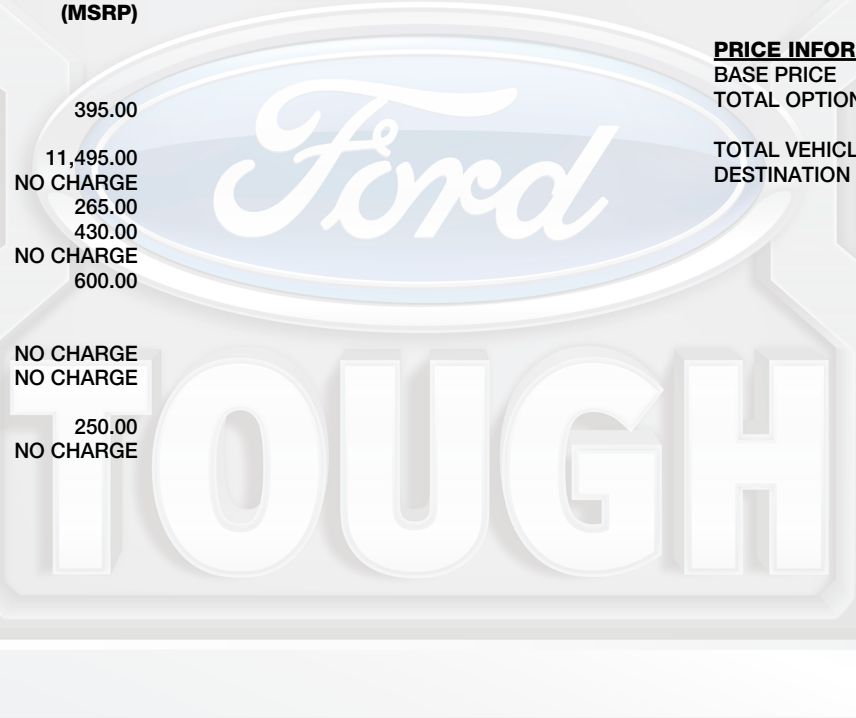 (MSRP)
395.00
11,495.00
NO CHARGE
265.00
430.00
NO CHARGE
600.00
NO CHARGE
NO CHARGE
250.00
NO CHARGE
PRICE INFOR
BASE PRICE
TOTAL OPTION
TOTAL VEHICL
DESTINATION
Ford
TOUGH